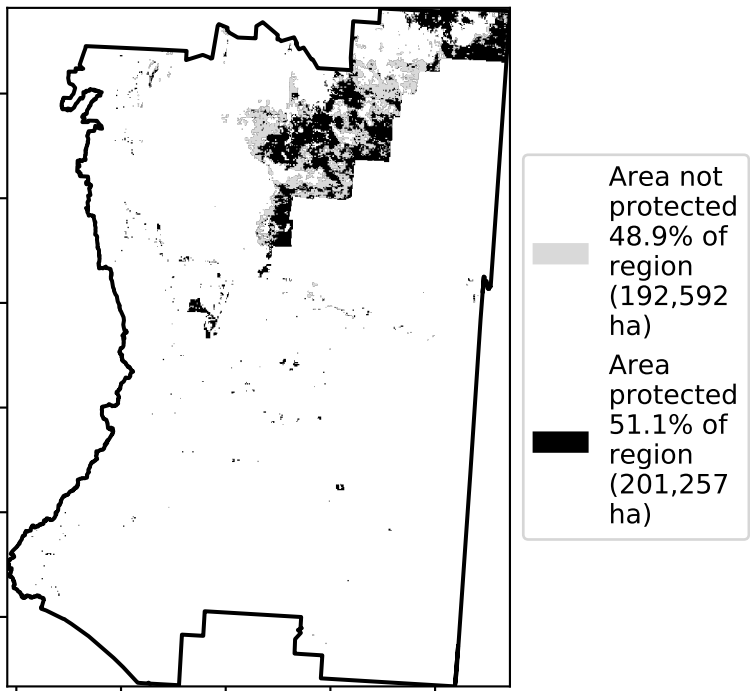 Area not
protected
48.9% of
region
(192,592
ha)
Area
protected
51.1% of
region
(201,257
ha)